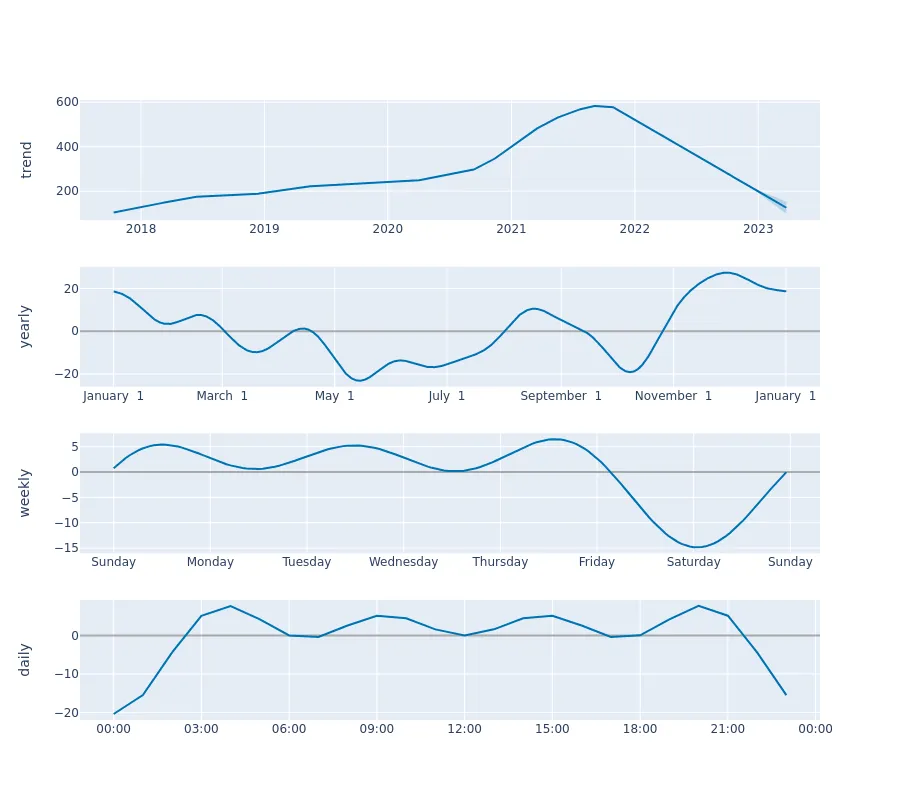 trend
600
400
200
2018 2019 2020 2021 2022 2023
yearly
20
0
−20
January 1 March 1 May 1 July 1 September 1 November 1 January 1
weekly
5
0
−5
−10
−15
Sunday Monday Tuesday Wednesday Thursday Friday Saturday Sunday
daily
0
−10
−20
00:00 03:00 06:00 09:00 12:00 15:00 18:00 21:00 00:00